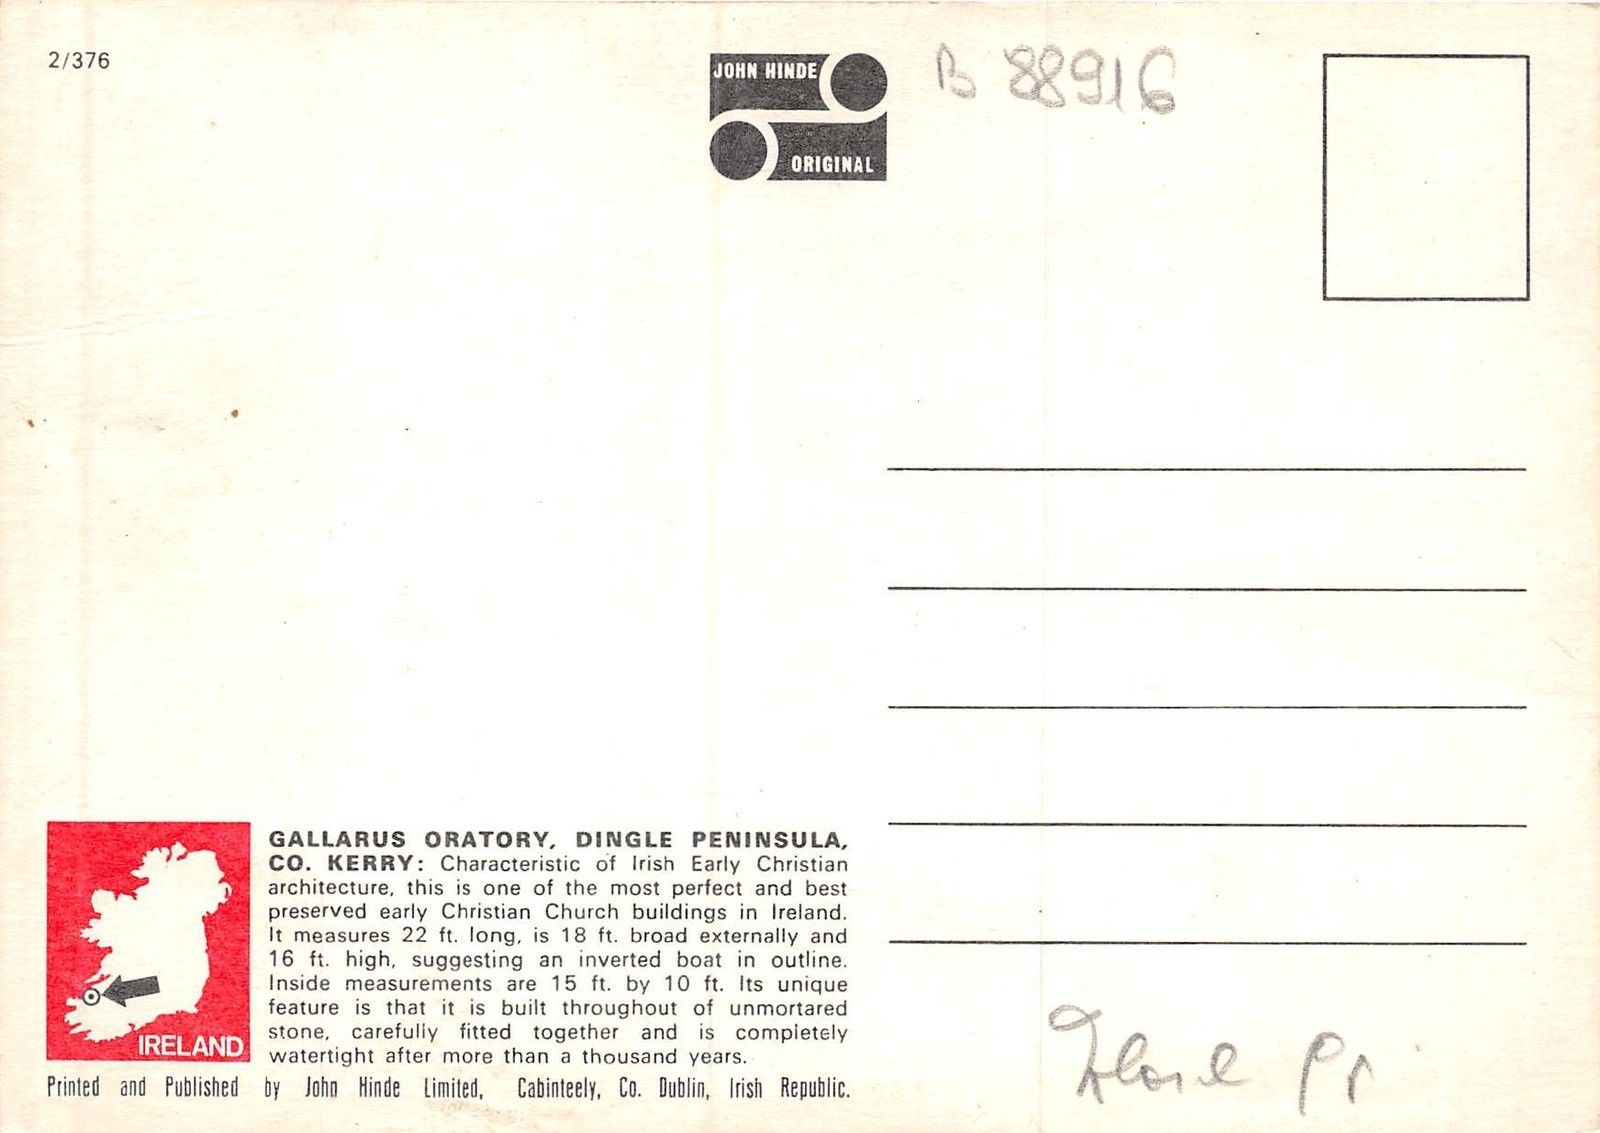 2/376
JOHN HINDE
ORIGINAL
B 88916
GALLARUS ORATORY, DINGLE PENINSULA,
CO. KERRY: Characteristic of Irish Early Christian
architecture, this is one of the most perfect and best
preserved early Christian Church buildings in Ireland.
It measures 22 ft. long, is 18 ft. broad externally and
16 ft. high, suggesting an inverted boat in outline.
Inside measurements are 15 ft. by 10 ft. Its unique
feature is that it is built throughout of unmortared
stone, carefully fitted together and is completely
watertight after more than a thousand years.
IRELAND
Printed and Published by John Hinde Limited, Cabinteely, Co. Dublin, Irish Republic.